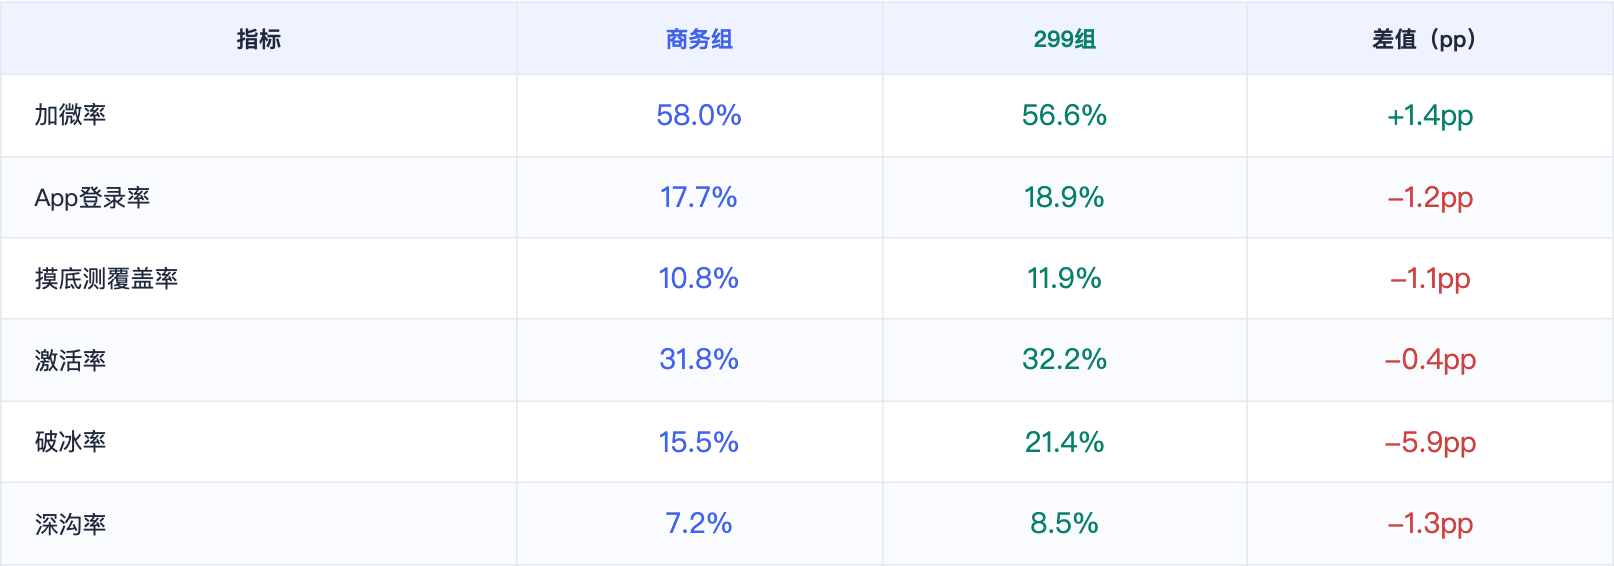 指标 商务组 299组 差值（pp）
加微率 58.0% 56.6% +1.4pp
App登录率 17.7% 18.9% −1.2pp
摸底测覆盖率 10.8% 11.9% −1.1pp
激活率 31.8% 32.2% −0.4pp
破冰率 15.5% 21.4% −5.9pp
深沟率 7.2% 8.5% −1.3pp